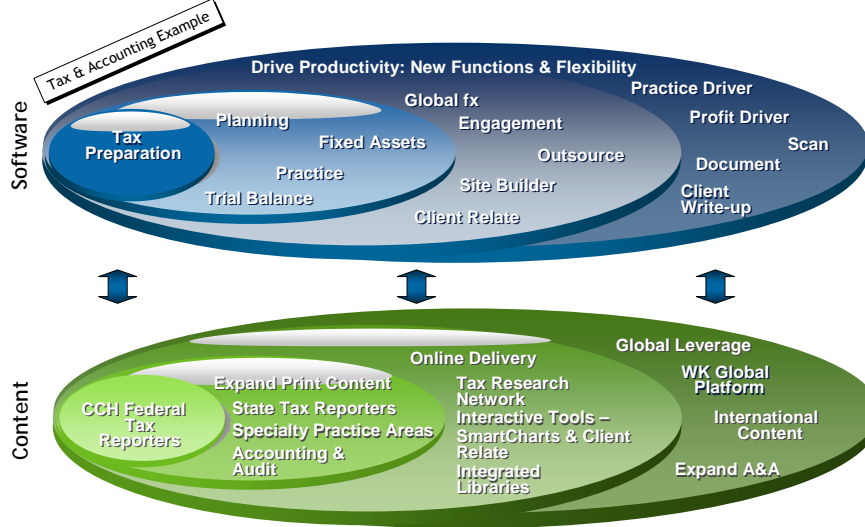 Tax & Accounting Example
Software
Drive Productivity: New Functions & Flexibility
Tax
Preparation
Planning
Fixed Assets
Practice
Trial Balance
Global fx
Engagement
Outsource
Site Builder
Client Relate
Practice Driver
Profit Driver
Scan
Document
Client
Write-up
Content
CCH Federal
Tax
Reporters
Expand Print Content
State Tax Reporters
Specialty Practice Areas
Accounting &
Audit
Online Delivery
Tax Research
Network
Interactive Tools –
SmartCharts & Client
Relate
Integrated
Libraries
Global Leverage
WK Global
Platform
International
Content
Expand A&A